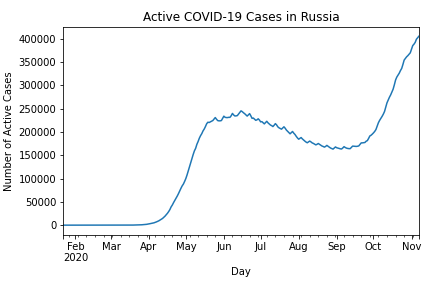 Active COVID-19 Cases in Russia
Number of Active Cases
400000
350000
300000
250000
200000
150000
100000
50000
0
Feb Mar Apr May Jun Jul Aug Sep Oct Nov
2020
Day